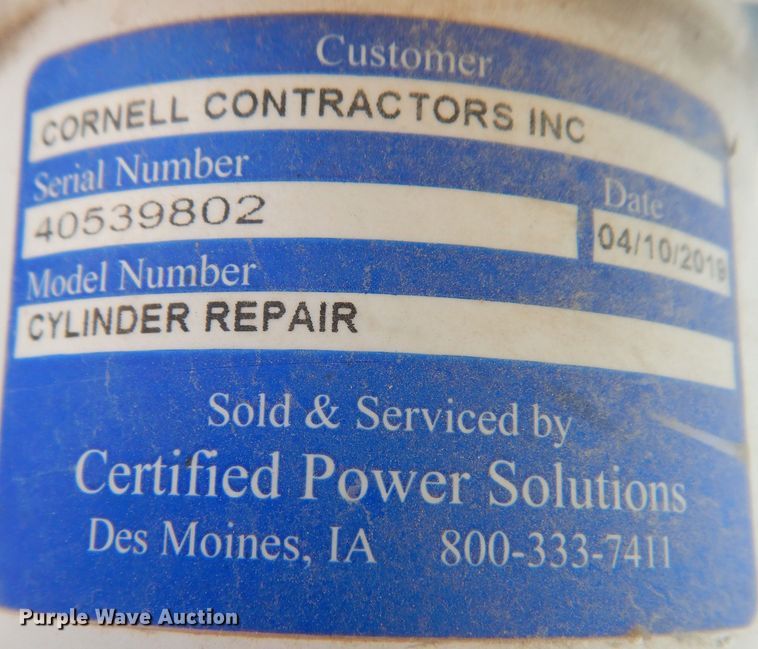 Customer
CORNELL CONTRACTORS INC
Serial Number
40539802
Date
04/10/2019
Model Number
CYLINDER REPAIR
Sold & Serviced by
Certified Power Solutions
Des Moines, IA 800-333-7411
Purple Wave Auction